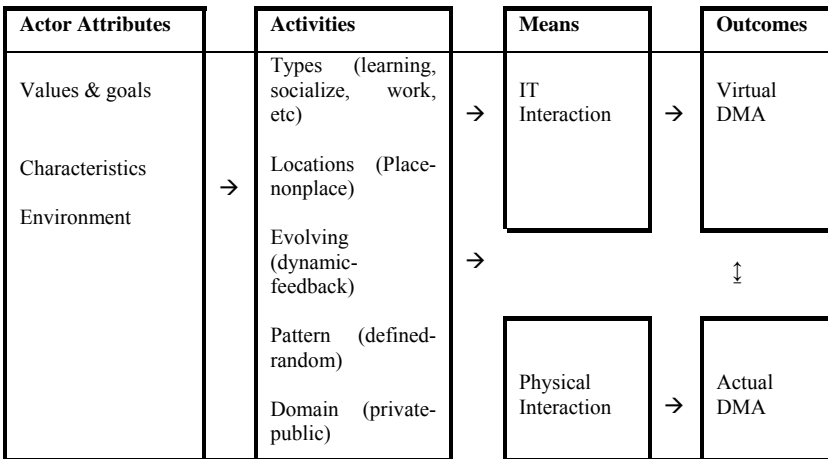 Actor Attributes
Values & goals
Characteristics
Environment
→
Activities
Types (learning,
socialize, work,
etc)
Locations (Place-
nonplace)
Evolving
(dynamic-
feedback)
Pattern (defined-
random)
Domain (private-
public)
→
→
Means
IT
Interaction
Physical
Interaction
→
→
Outcomes
Virtual
DMA
↕
Actual
DMA